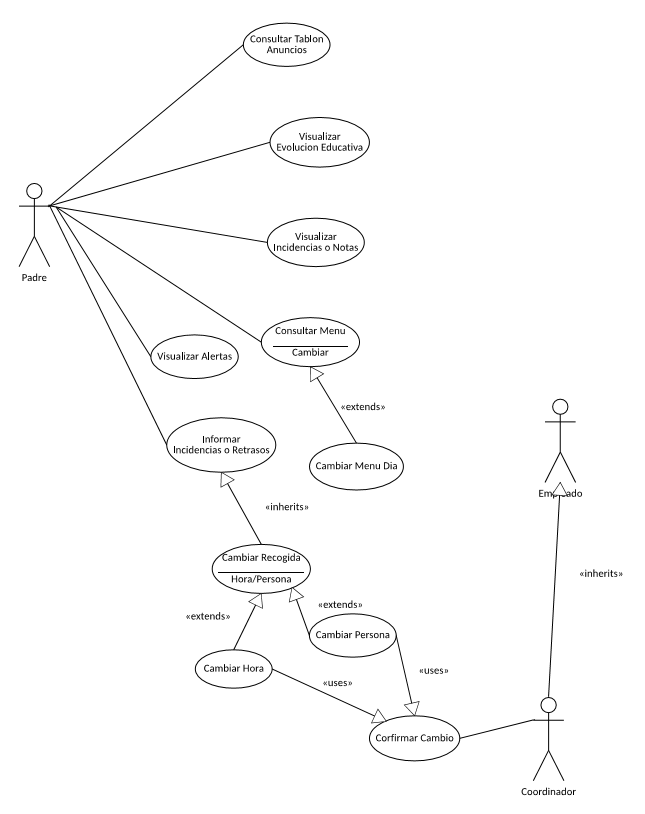 Consultar Tablon
Anuncios
Visualizar
Evolucion Educativa
Visualizar
Incidencias o Notas
Padre
Consultar Menu
Cambiar
Visualizar Alertas
«extends»
Informar
Incidencias o Retrasos
Cambiar Menu Dia
«inherits»
Cambiar Recogida
Hora/Persona
«inherits»
«extends»
«extends»
Cambiar Persona
Cambiar Hora
«uses»
«uses»
Corfirmar Cambio
Coordinador